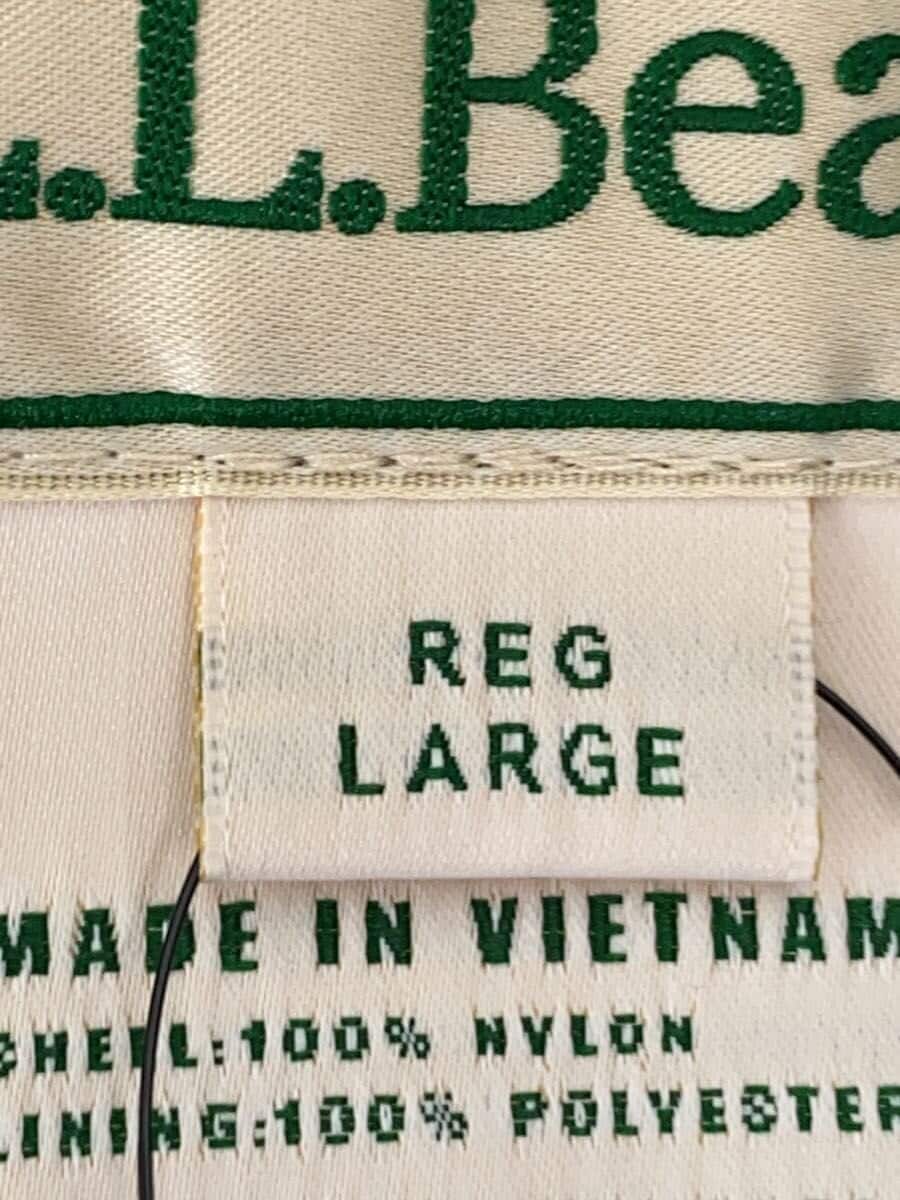 L.L.Bea
REG
LARGE
MADE IN VIETNAM
SHELL:100% NYLON
LINING:100% POLYESTER